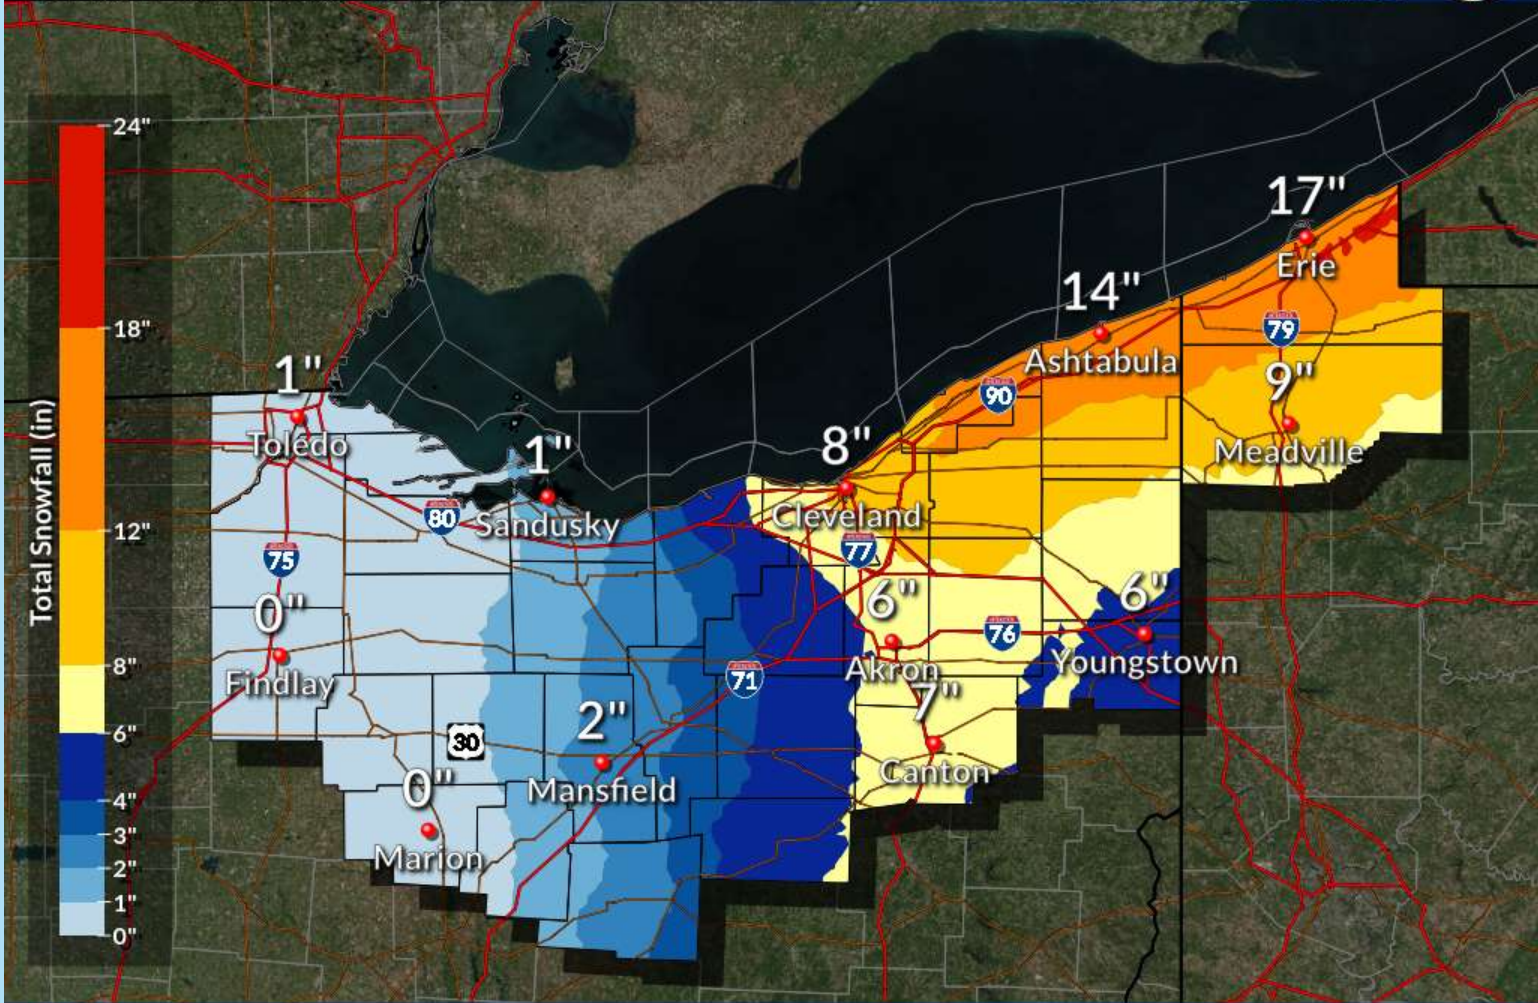 Total Snowfall (in)
24"
18"
12"
8"
6"
4"
3"
2"
1"
0"
17"
Erie
14"
Ashtabula
79
90
9"
Meadville
1"
Toledo
1"
Sandusky
80
8"
Cleveland
77
75
0"
Findlay
6"
Akron
76
6"
Youngstown
71
7"
Canton
30
2"
Mansfield
0"
Marion